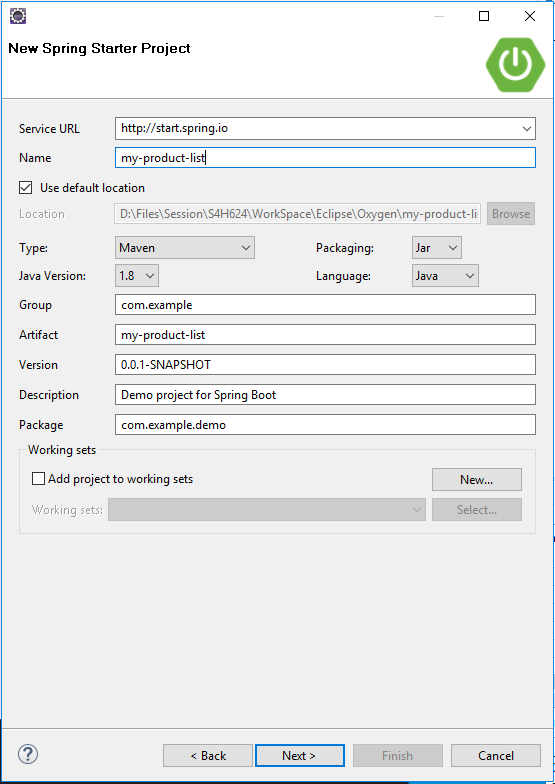 New Spring Starter Project
Service URL http://start.spring.io
Name my-product-list
Use default location
Location D:\Files\Session\S4H624\WorkSpace\Eclipse\Oxygen\my-product-li Browse
Type: Maven Packaging: Jar
Java Version: 1.8 Language: Java
Group com.example
Artifact my-product-list
Version 0.0.1-SNAPSHOT
Description Demo project for Spring Boot
Package com.example.demo
Working sets
Add project to working sets New...
Working sets: Select...
? < Back Next > Finish Cancel